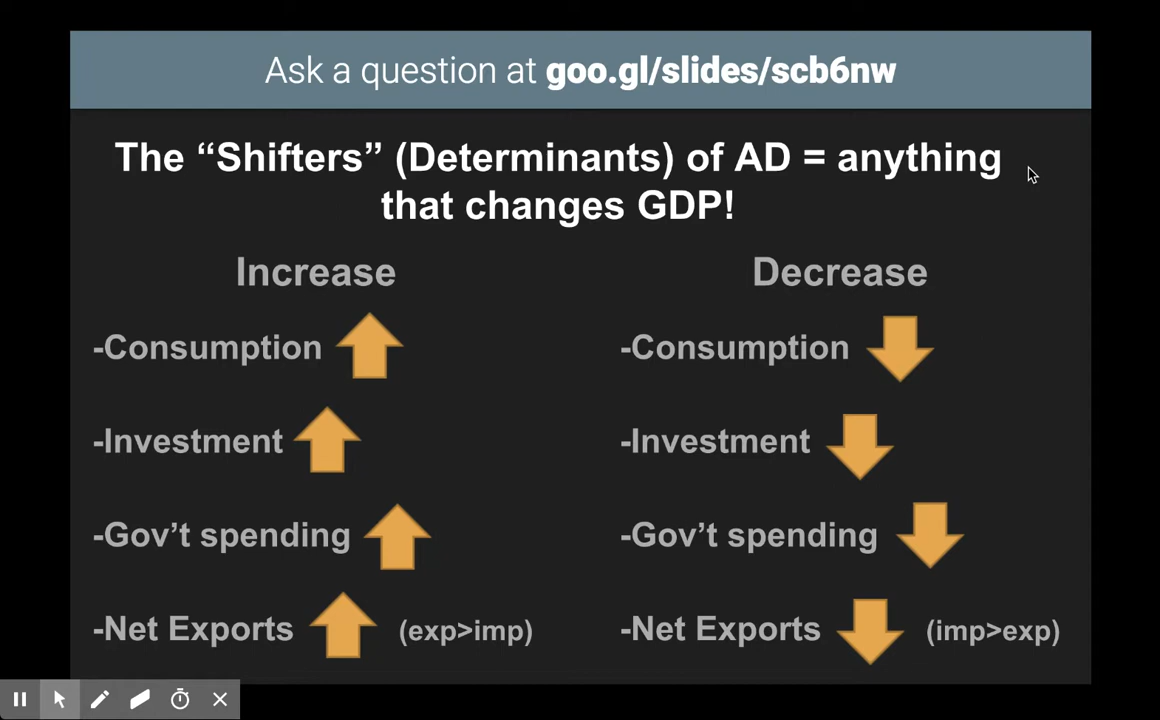 Ask a question at goo.gl/slides/scb6nw
The “Shifters” (Determinants) of AD = anything
that changes GDP!
Increase
Decrease
-Consumption
-Consumption
-Investment
-Investment
-Gov’t spending
-Gov’t spending
-Net Exports (exp>imp)
-Net Exports (imp>exp)